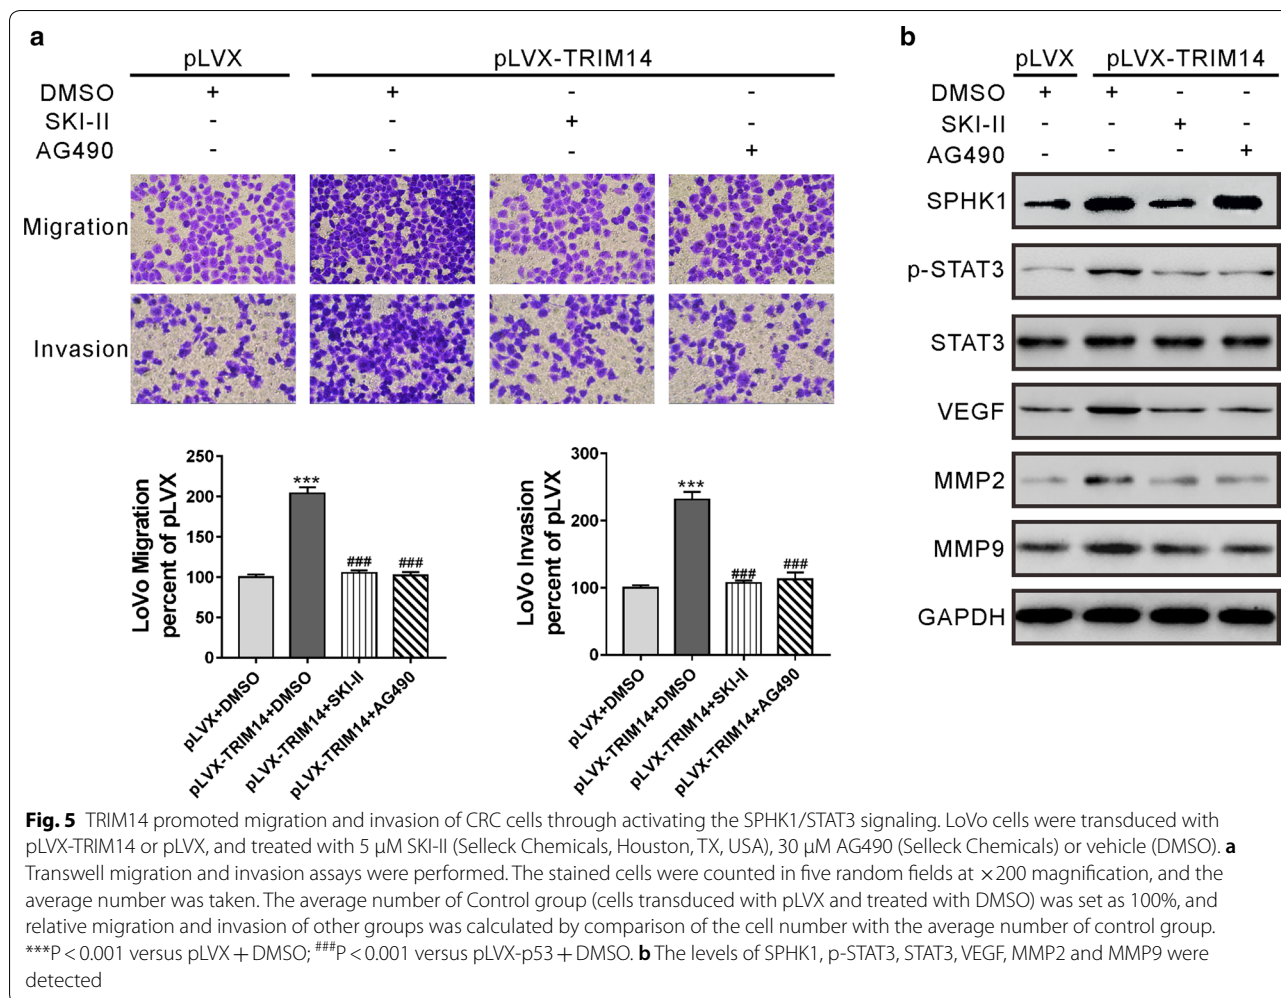 a
pLVX pLVX-TRIM14
DMSO + + - -
SKI-II - - + -
AG490 - - - +
Migration
Invasion
LoVo Migration
percent of pLVX
250
200
150
100
50
0
***
###
###
pLVX+DMSO
pLVX-TRIM14+DMSO
pLVX-TRIM14+SKI-II
pLVX-TRIM14+AG490
LoVo Invasion
percent of pLVX
300
200
100
0
***
###
###
pLVX+DMSO
pLVX-TRIM14+DMSO
pLVX-TRIM14+SKI-II
pLVX-TRIM14+AG490
b
pLVX pLVX-TRIM14
DMSO + + - -
SKI-II - - + -
AG490 - - - +
SPHK1
p-STAT3
STAT3
VEGF
MMP2
MMP9
GAPDH
Fig. 5 TRIM14 promoted migration and invasion of CRC cells through activating the SPHK1/STAT3 signaling. LoVo cells were transduced with
pLVX-TRIM14 or pLVX, and treated with 5 μM SKI-II (Selleck Chemicals, Houston, TX, USA), 30 μM AG490 (Selleck Chemicals) or vehicle (DMSO). a
Transwell migration and invasion assays were performed. The stained cells were counted in five random fields at ×200 magnification, and the
average number was taken. The average number of Control group (cells transduced with pLVX and treated with DMSO) was set as 100%, and
relative migration and invasion of other groups was calculated by comparison of the cell number with the average number of control group.
***P < 0.001 versus pLVX + DMSO; ###P < 0.001 versus pLVX-p53 + DMSO. b The levels of SPHK1, p-STAT3, STAT3, VEGF, MMP2 and MMP9 were
detected